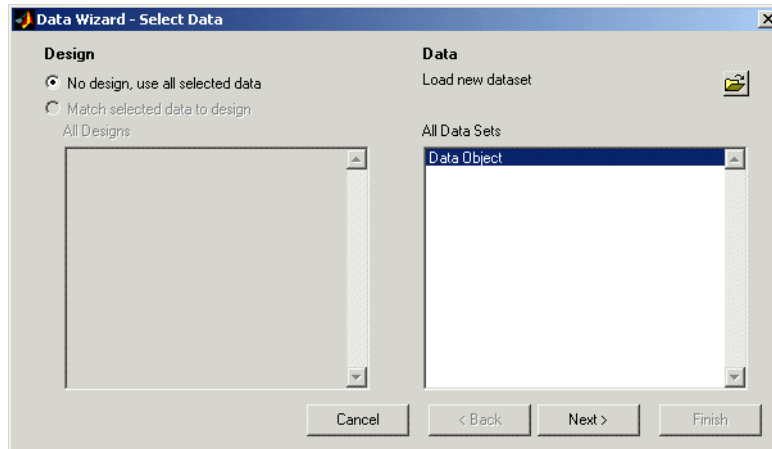 Data Wizard - Select Data
Design
No design, use all selected data
Match selected data to design
All Designs
Data
Load new dataset
All Data Sets
Data Object
Cancel
< Back
Next >
Finish